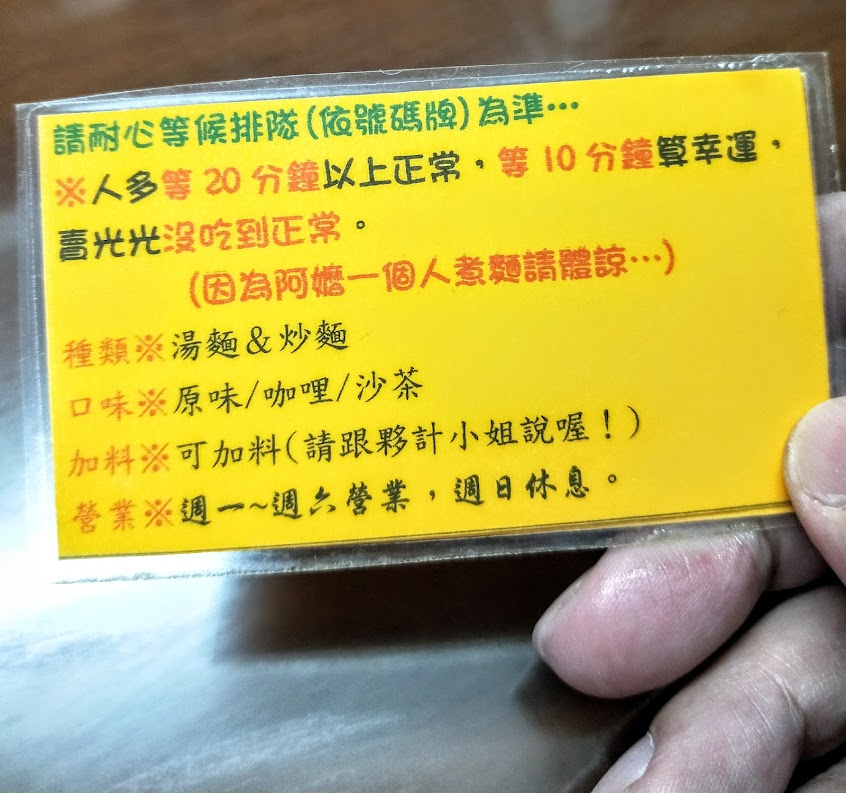 請耐心等候排隊(依號碼牌)為準…
※人多等 20 分鐘以上正常，等 10 分鐘算幸運，
賣光光沒吃到正常。
(因為阿嬤一個人煮麵請體諒…)
種類※湯麵＆炒麵
口味※原味/咖哩/沙茶
加料※可加料(請跟夥計小姐說喔！)
營業※週一~週六營業，週日休息。